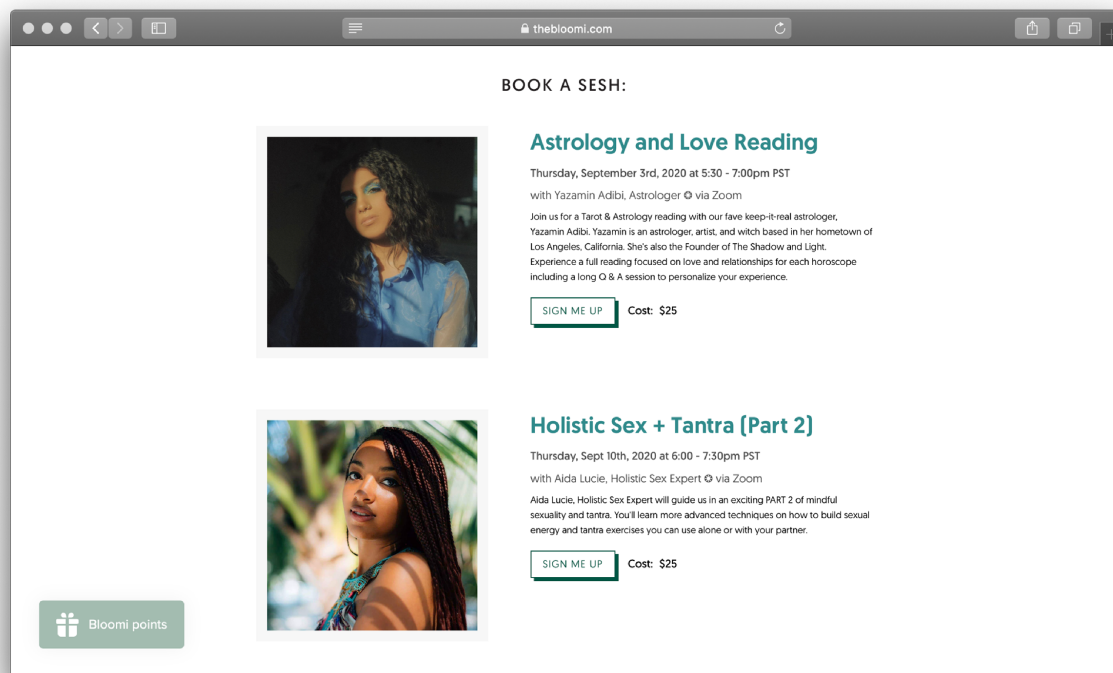 thebloomi.com
BOOK A SESH:
Astrology and Love Reading
Thursday, September 3rd, 2020 at 5:30 - 7:00pm PST
with Yazamin Adibi, Astrologer ✪ via Zoom
Join us for a Tarot & Astrology reading with our fave keep-it-real astrologer,
Yazamin Adibi. Yazamin is an astrologer, artist, and witch based in her hometown of
Los Angeles, California. She's also the Founder of The Shadow and Light.
Experience a full reading focused on love and relationships for each horoscope
including a long Q & A session to personalize your experience.
SIGN ME UP Cost: $25
Holistic Sex + Tantra (Part 2)
Thursday, Sept 10th, 2020 at 6:00 - 7:30pm PST
with Aida Lucie, Holistic Sex Expert ✪ via Zoom
Aida Lucie, Holistic Sex Expert will guide us in an exciting PART 2 of mindful
sexuality and tantra. You'll learn more advanced techniques on how to build sexual
energy and tantra exercises you can use alone or with your partner.
SIGN ME UP Cost: $25
Bloomi points